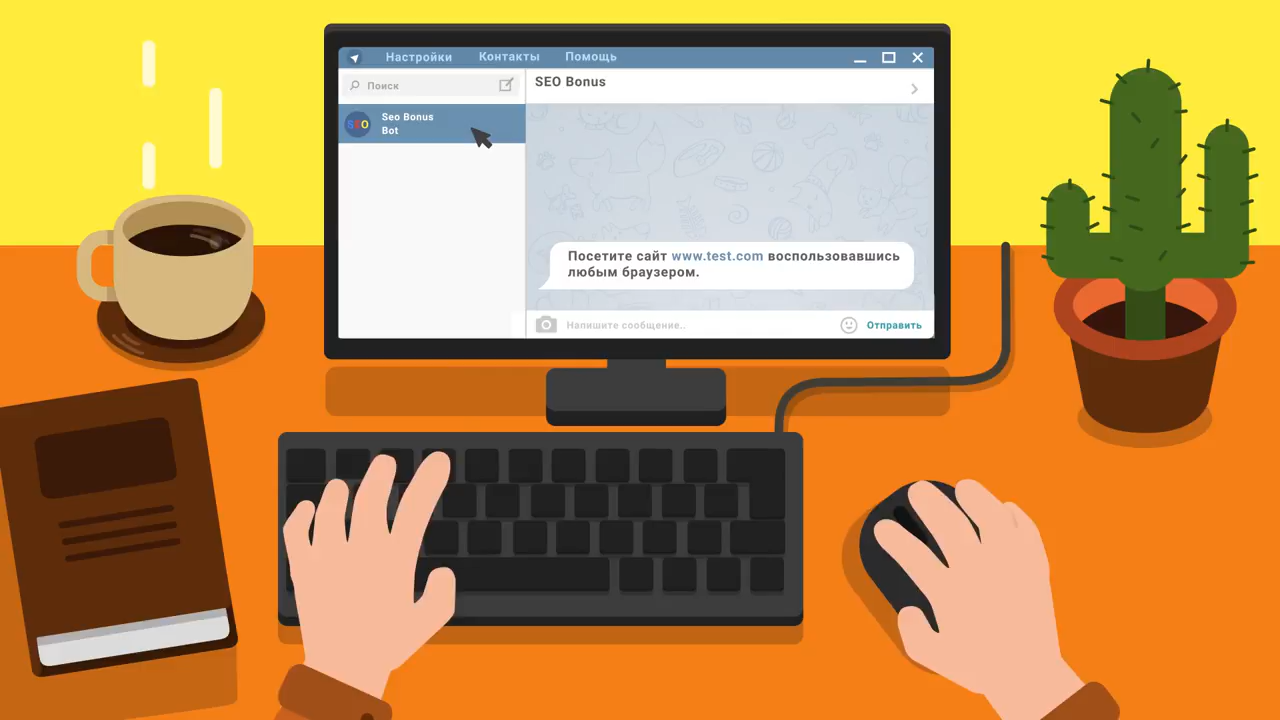 Настройки Контакты Помощь
Поиск
SEO Bonus
SEO
Seo Bonus
Bot
Посетите сайт www.test.com воспользовавшись
любым браузером.
Напишите сообщение..
Отправить